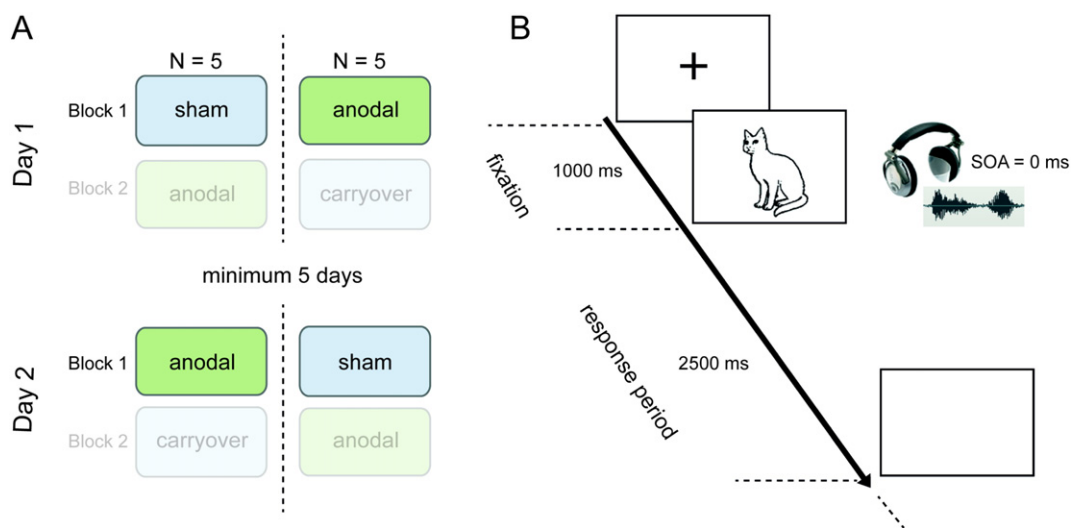 A
N = 5
N = 5
Day 1
Block 1
sham
anodal
Block 2
anodal
carryover
minimum 5 days
Day 2
Block 1
anodal
sham
Block 2
carryover
anodal
B
+
fixation
1000 ms
SOA = 0 ms
response period
2500 ms